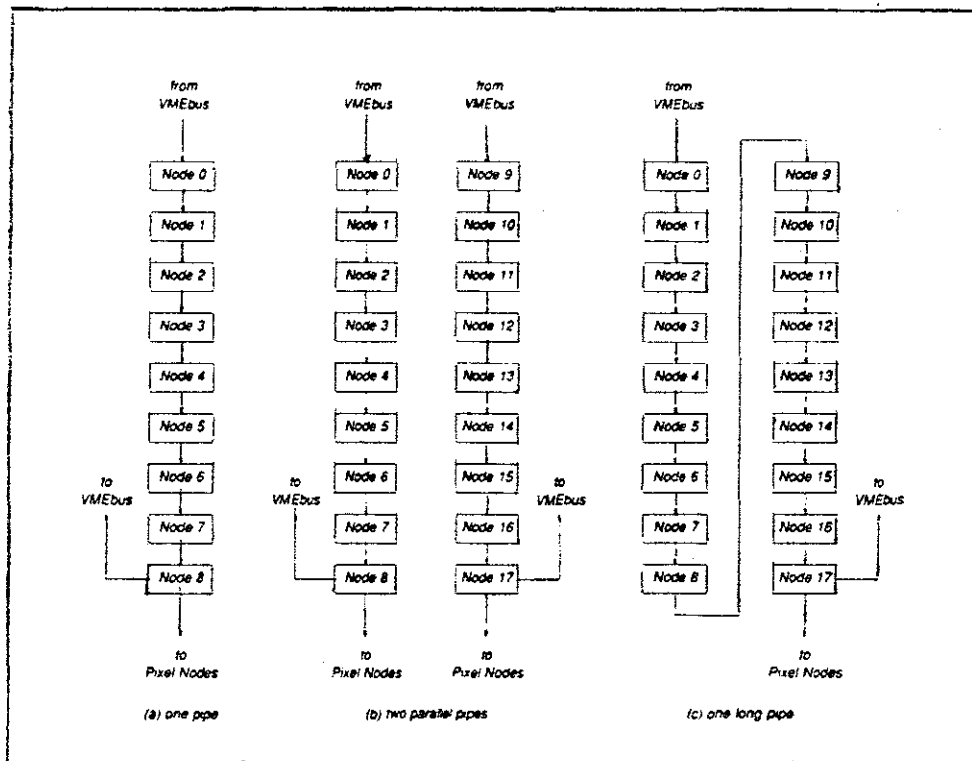 from
VMEbus
Node 0
Node 1
Node 2
Node 3
Node 4
Node 5
Node 6
to
VMEbus
Node 7
Node 8
to
Pixel Nodes
(a) one pipe
from
VMEbus
Node 0
Node 1
Node 2
Node 3
Node 4
Node 5
Node 6
to
VMEbus
Node 7
Node 8
to
Pixel Nodes
from
VMEbus
Node 9
Node 10
Node 11
Node 12
Node 13
Node 14
Node 15
to
VMEbus
Node 16
Node 17
to
Pixel Nodes
(b) two parallel pipes
from
VMEbus
Node 0
Node 1
Node 2
Node 3
Node 4
Node 5
Node 6
Node 7
Node 8
Node 9
Node 10
Node 11
Node 12
Node 13
Node 14
Node 15
to
VMEbus
Node 16
Node 17
to
Pixel Nodes
(c) one long pipe